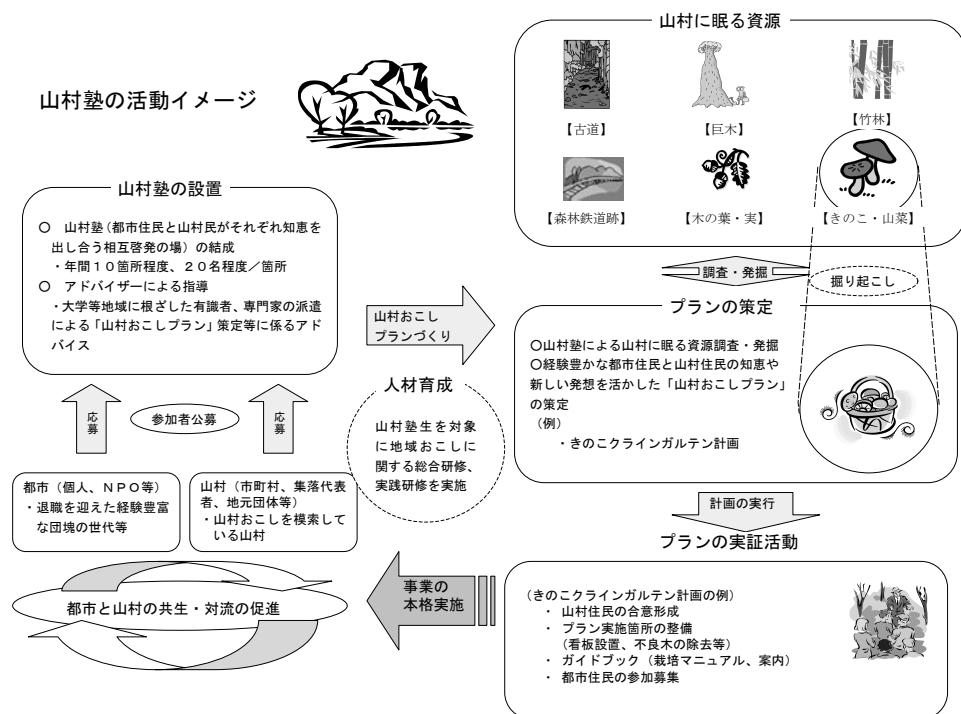 山村塾の活動イメージ
山村に眠る資源
【古道】
【巨木】
【竹林】
【森林鉄道跡】
【木の葉・実】
【きのこ・山菜】
山村塾の設置
○　山村塾（都市住民と山村民がそれぞれ知恵を
出し合う相互啓発の場）の結成
・年間１０箇所程度、２０名程度／箇所
○　アドバイザーによる指導
・大学等地域に根ざした有識者、専門家の派遣
による「山村おこしプラン」策定等に係るアド
バイス
調査・発掘
掘り起こし
山村おこし
プランづくり
プランの策定
○山村塾による山村に眠る資源調査・発掘
○経験豊かな都市住民と山村住民の知恵や
新しい発想を活かした「山村おこしプラン」
の策定
（例）
・きのこクラインガルテン計画
応募
参加者公募
応募
人材育成
山村塾生を対象
に地域おこしに
関する総合研修、
実践研修を実施
都市（個人、ＮＰＯ等）
・退職を迎えた経験豊富
な団塊の世代等
山村（市町村、集落代表
者、地元団体等）
・山村おこしを模索して
いる山村
計画の実行
プランの実証活動
（きのこクラインガルテン計画の例）
・　山村住民の合意形成
・　プラン実施箇所の整備
（看板設置、不良木の除去等）
・　ガイドブック（栽培マニュアル、案内）
・　都市住民の参加募集
事業の
本格実施
都市と山村の共生・対流の促進